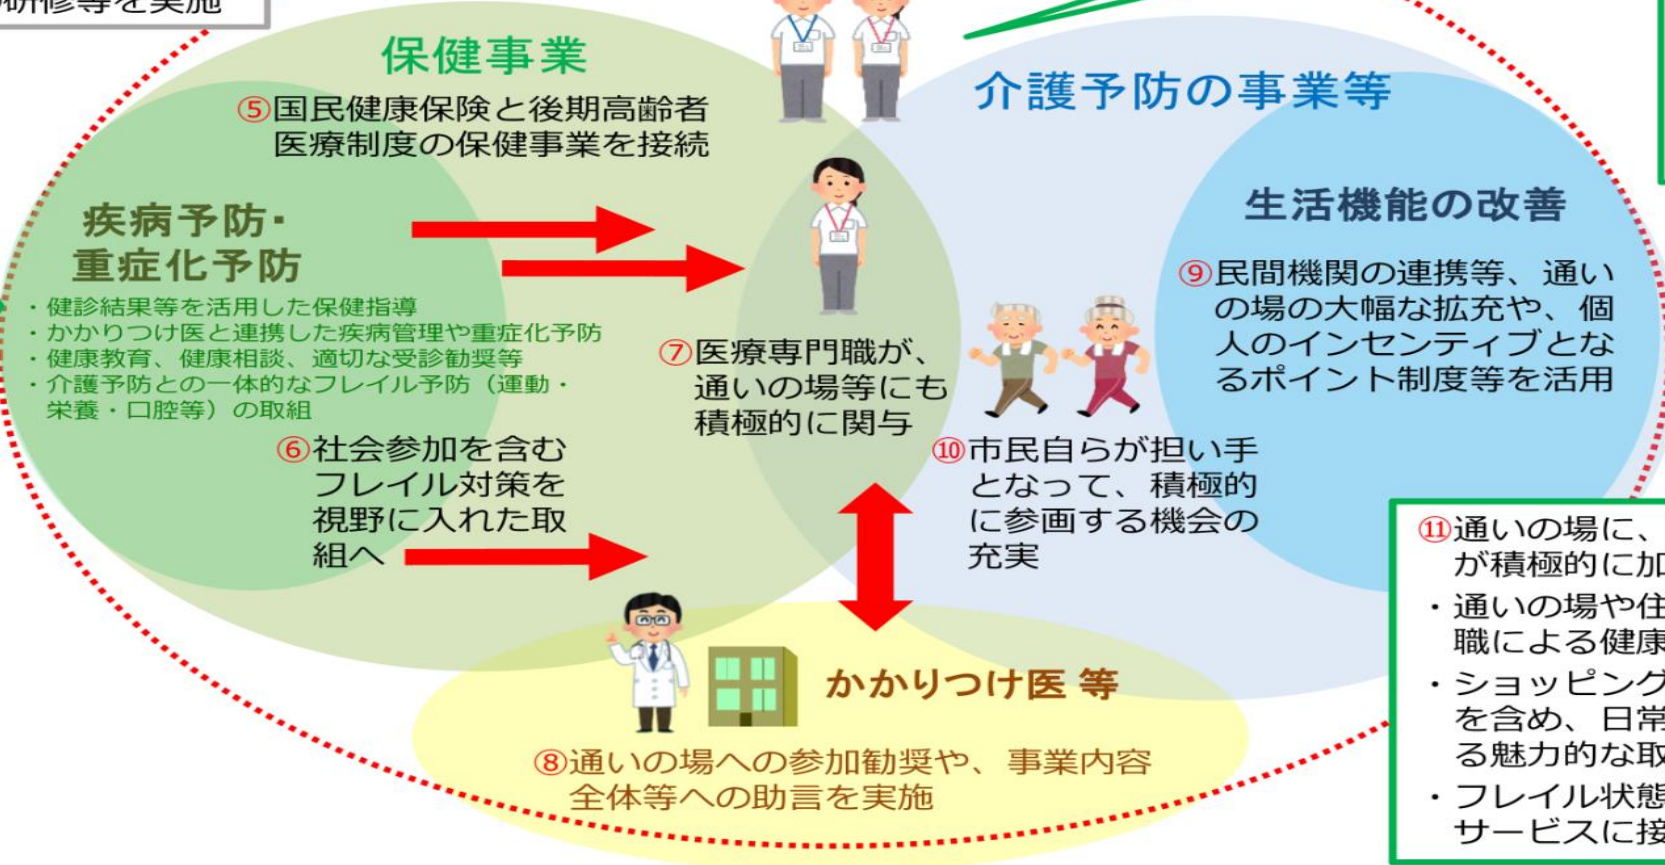 研修等を実施
保健事業
⑤国民健康保険と後期高齢者
医療制度の保健事業を接続
疾病予防・
重症化予防
・健診結果等を活用した保健指導
・かかりつけ医と連携した疾病管理や重症化予防
・健康教育、健康相談、適切な受診勧奨等
・介護予防との一体的なフレイル予防（運動・
栄養・口腔等）の取組
⑥社会参加を含む
フレイル対策を
視野に入れた取
組へ
⑦医療専門職が、
通いの場等にも
積極的に関与
介護予防の事業等
生活機能の改善
⑨民間機関の連携等、通い
の場の大幅な拡充や、個
人のインセンティブとな
るポイント制度等を活用
⑩市民自らが担い手
となって、積極的
に参画する機会の
充実
かかりつけ医 等
⑧通いの場への参加勧奨や、事業内容
全体等への助言を実施
⑪通いの場に、
が積極的に
・通いの場や住
職による健康
・ショッピング
を含め、日常
る魅力的な取
・フレイル状態
サービスに接